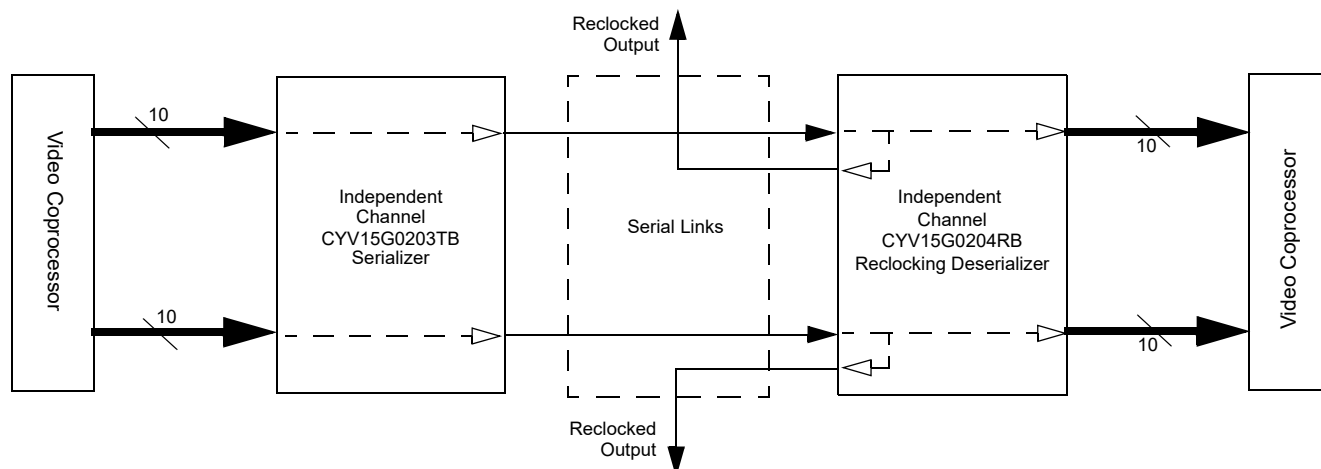 Reclocked
Output
Video Coprocessor
10
10
Independent
Channel
CYV15G0203TB
Serializer
Serial Links
Independent
Channel
CYV15G0204RB
Reclocking Deserializer
10
10
Video Coprocessor
Reclocked
Output